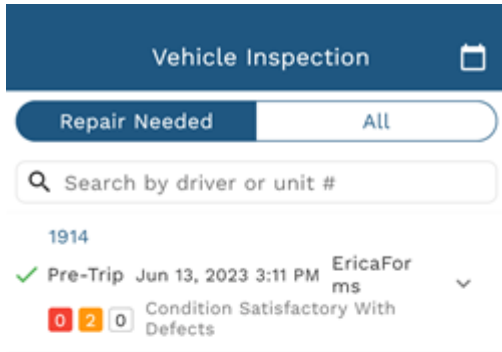 Vehicle Inspection
Repair Needed All
Search by driver or unit #
1914
Pre-Trip Jun 13, 2023 3:11 PM EricaFor
ms
0 2 0 Condition Satisfactory With
Defects